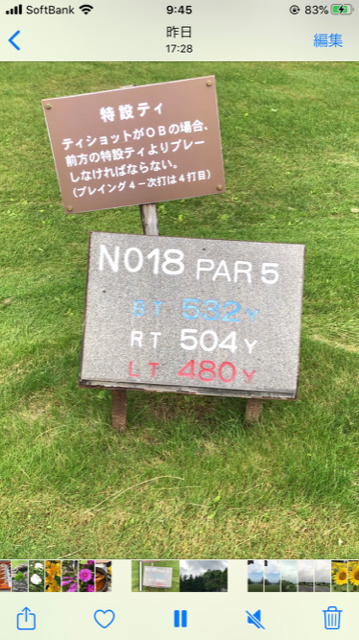 SoftBank 9:45 83%
昨日
17:28
編集
特設ティ
ティショットがOBの場合、
前方の特設ティよりプレー
しなければならない。
(プレイング4−次打は4打目)
NO18 PAR 5
BT 532Y
RT 504Y
LT 480Y